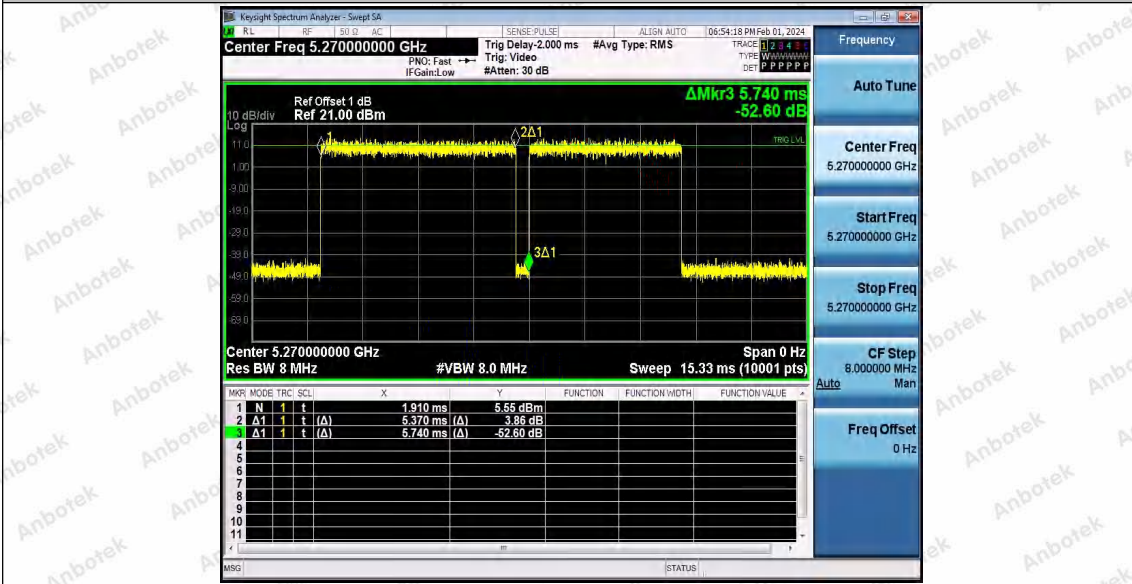 Keysight Spectrum Analyzer - Swept SA
RL RF 50 Ω AC SENSE:PULSE ALIGN AUTO 06:54:18 PM Feb 01, 2024
Center Freq 5.270000000 GHz
PNO: Fast
IFGain:Low
Trig Delay-2.000 ms
Trig: Video
#Atten: 30 dB
#Avg Type: RMS
TRACE 1 2 3 4 5 6
TYPE W
DET P P P P P P
Frequency
Auto Tune
Center Freq
5.270000000 GHz
Start Freq
5.270000000 GHz
Stop Freq
5.270000000 GHz
CF Step
8.000000 MHz
Auto Man
Freq Offset
0 Hz
ΔMkr3 5.740 ms
-52.60 dB
Ref Offset 1 dB
10 dB/div Ref 21.00 dBm
Log
11.0
1.00
-9.00
-19.0
-29.0
-39.0
-49.0
-59.0
-69.0
1
2Δ1
3Δ1
TRIG LVL
Center 5.270000000 GHz Span 0 Hz
Res BW 8 MHz #VBW 8.0 MHz Sweep 15.33 ms (10001 pts)
MKR MODE TRC SCL X Y FUNCTION FUNCTION WIDTH FUNCTION VALUE
1 N 1 t 1.910 ms 5.55 dBm
2 Δ1 1 t (Δ) 5.370 ms (Δ) 3.86 dB
3 Δ1 1 t (Δ) 5.740 ms (Δ) -52.60 dB
4
5
6
7
8
9
10
11
MSG STATUS
Anbotek